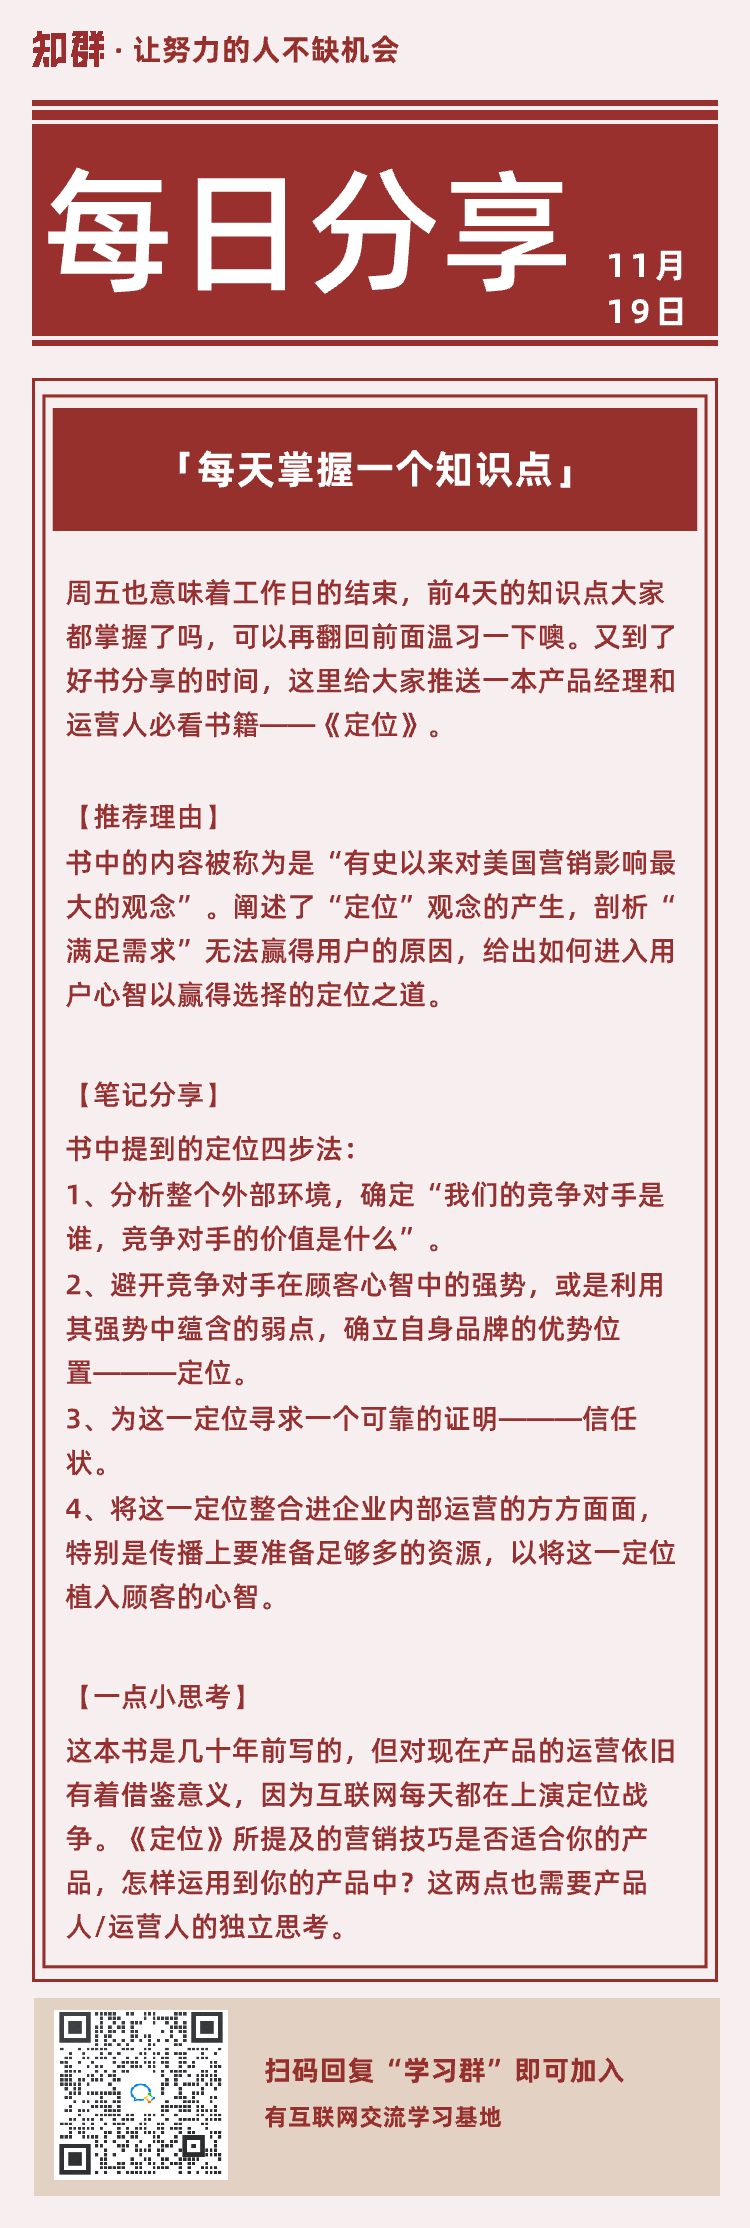 知群·让努力的人不缺机会
每日分享
11月
19日
「每天掌握一个知识点」
周五也意味着工作日的结束，前4天的知识点大家
都掌握了吗，可以再翻回前面温习一下噢。又到了
好书分享的时间，这里给大家推送一本产品经理和
运营人必看书籍——《定位》。
【推荐理由】
书中的内容被称为是“有史以来对美国营销影响最
大的观念”。阐述了“定位”观念的产生，剖析“
满足需求”无法赢得用户的原因，给出如何进入用
户心智以赢得选择的定位之道。
【笔记分享】
书中提到的定位四步法：
1、分析整个外部环境，确定“我们的竞争对手是
谁，竞争对手的价值是什么”。
2、避开竞争对手在顾客心智中的强势，或是利用
其强势中蕴含的弱点，确立自身品牌的优势位
置———定位。
3、为这一定位寻求一个可靠的证明———信任
状。
4、将这一定位整合进企业内部运营的方方面面，
特别是传播上要准备足够多的资源，以将这一定位
植入顾客的心智。
【一点小思考】
这本书是几十年前写的，但对现在产品的运营依旧
有着借鉴意义，因为互联网每天都在上演定位战
争。《定位》所提及的营销技巧是否适合你的产
品，怎样运用到你的产品中？这两点也需要产品
人/运营人的独立思考。
扫码回复“学习群”即可加入
有互联网交流学习基地